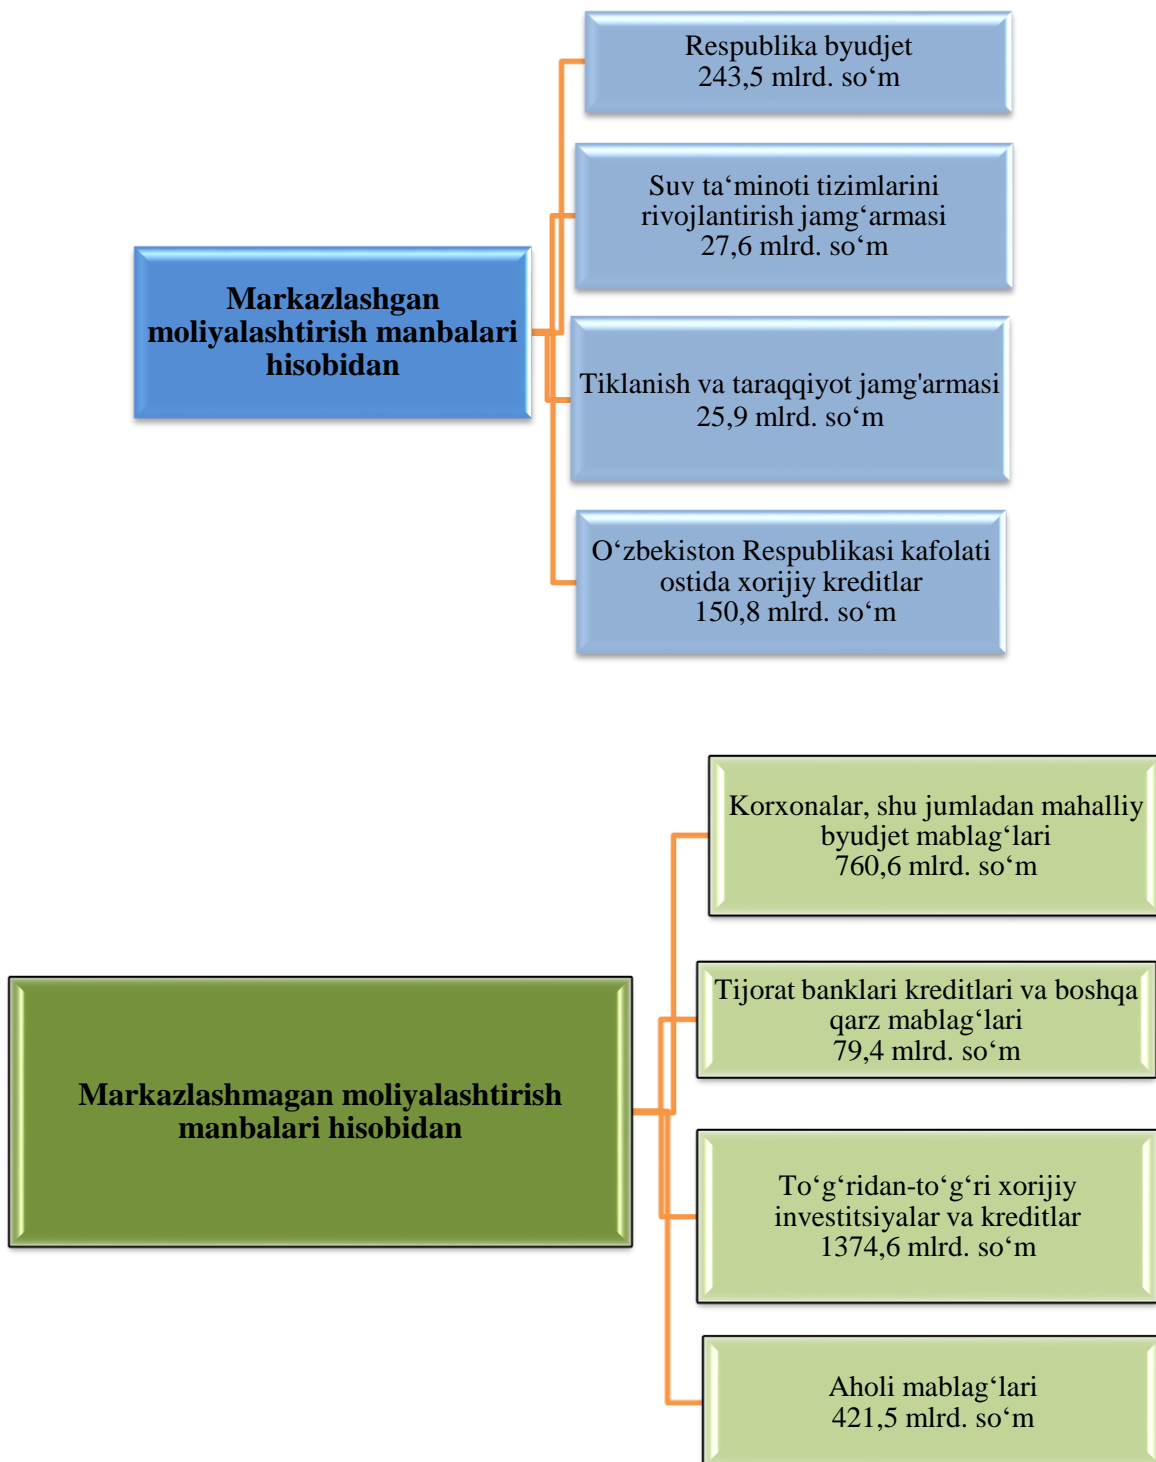 Respublika byudjet
243,5 mlrd. so‘m
Suv ta‘minoti tizimlarini
rivojlantirish jamg‘armasi
27,6 mlrd. so‘m
Markazlashgan
moliyalashtirish manbalari
hisobidan
Tiklanish va taraqqiyot jamg'armasi
25,9 mlrd. so‘m
O‘zbekiston Respublikasi kafolati
ostida xorijiy kreditlar
150,8 mlrd. so‘m
Korxonalar, shu jumladan mahalliy
byudjet mablag‘lari
760,6 mlrd. so‘m
Tijorat banklari kreditlari va boshqa
qarz mablag‘lari
79,4 mlrd. so‘m
Markazlashmagan moliyalashtirish
manbalari hisobidan
To‘g‘ridan-to‘g‘ri xorijiy
investitsiyalar va kreditlar
1374,6 mlrd. so‘m
Aholi mablag‘lari
421,5 mlrd. so‘m